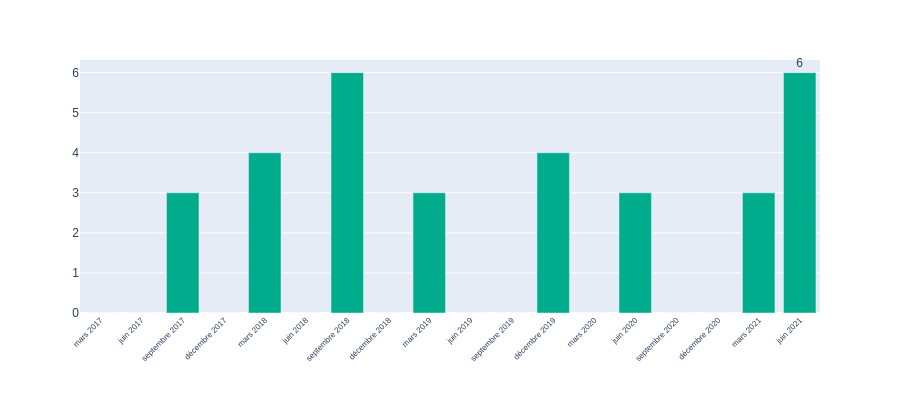 6
6
5
4
3
2
1
0
mars 2017
juin 2017
septembre 2017
décembre 2017
mars 2018
juin 2018
septembre 2018
décembre 2018
mars 2019
juin 2019
septembre 2019
décembre 2019
mars 2020
juin 2020
septembre 2020
décembre 2020
mars 2021
juin 2021